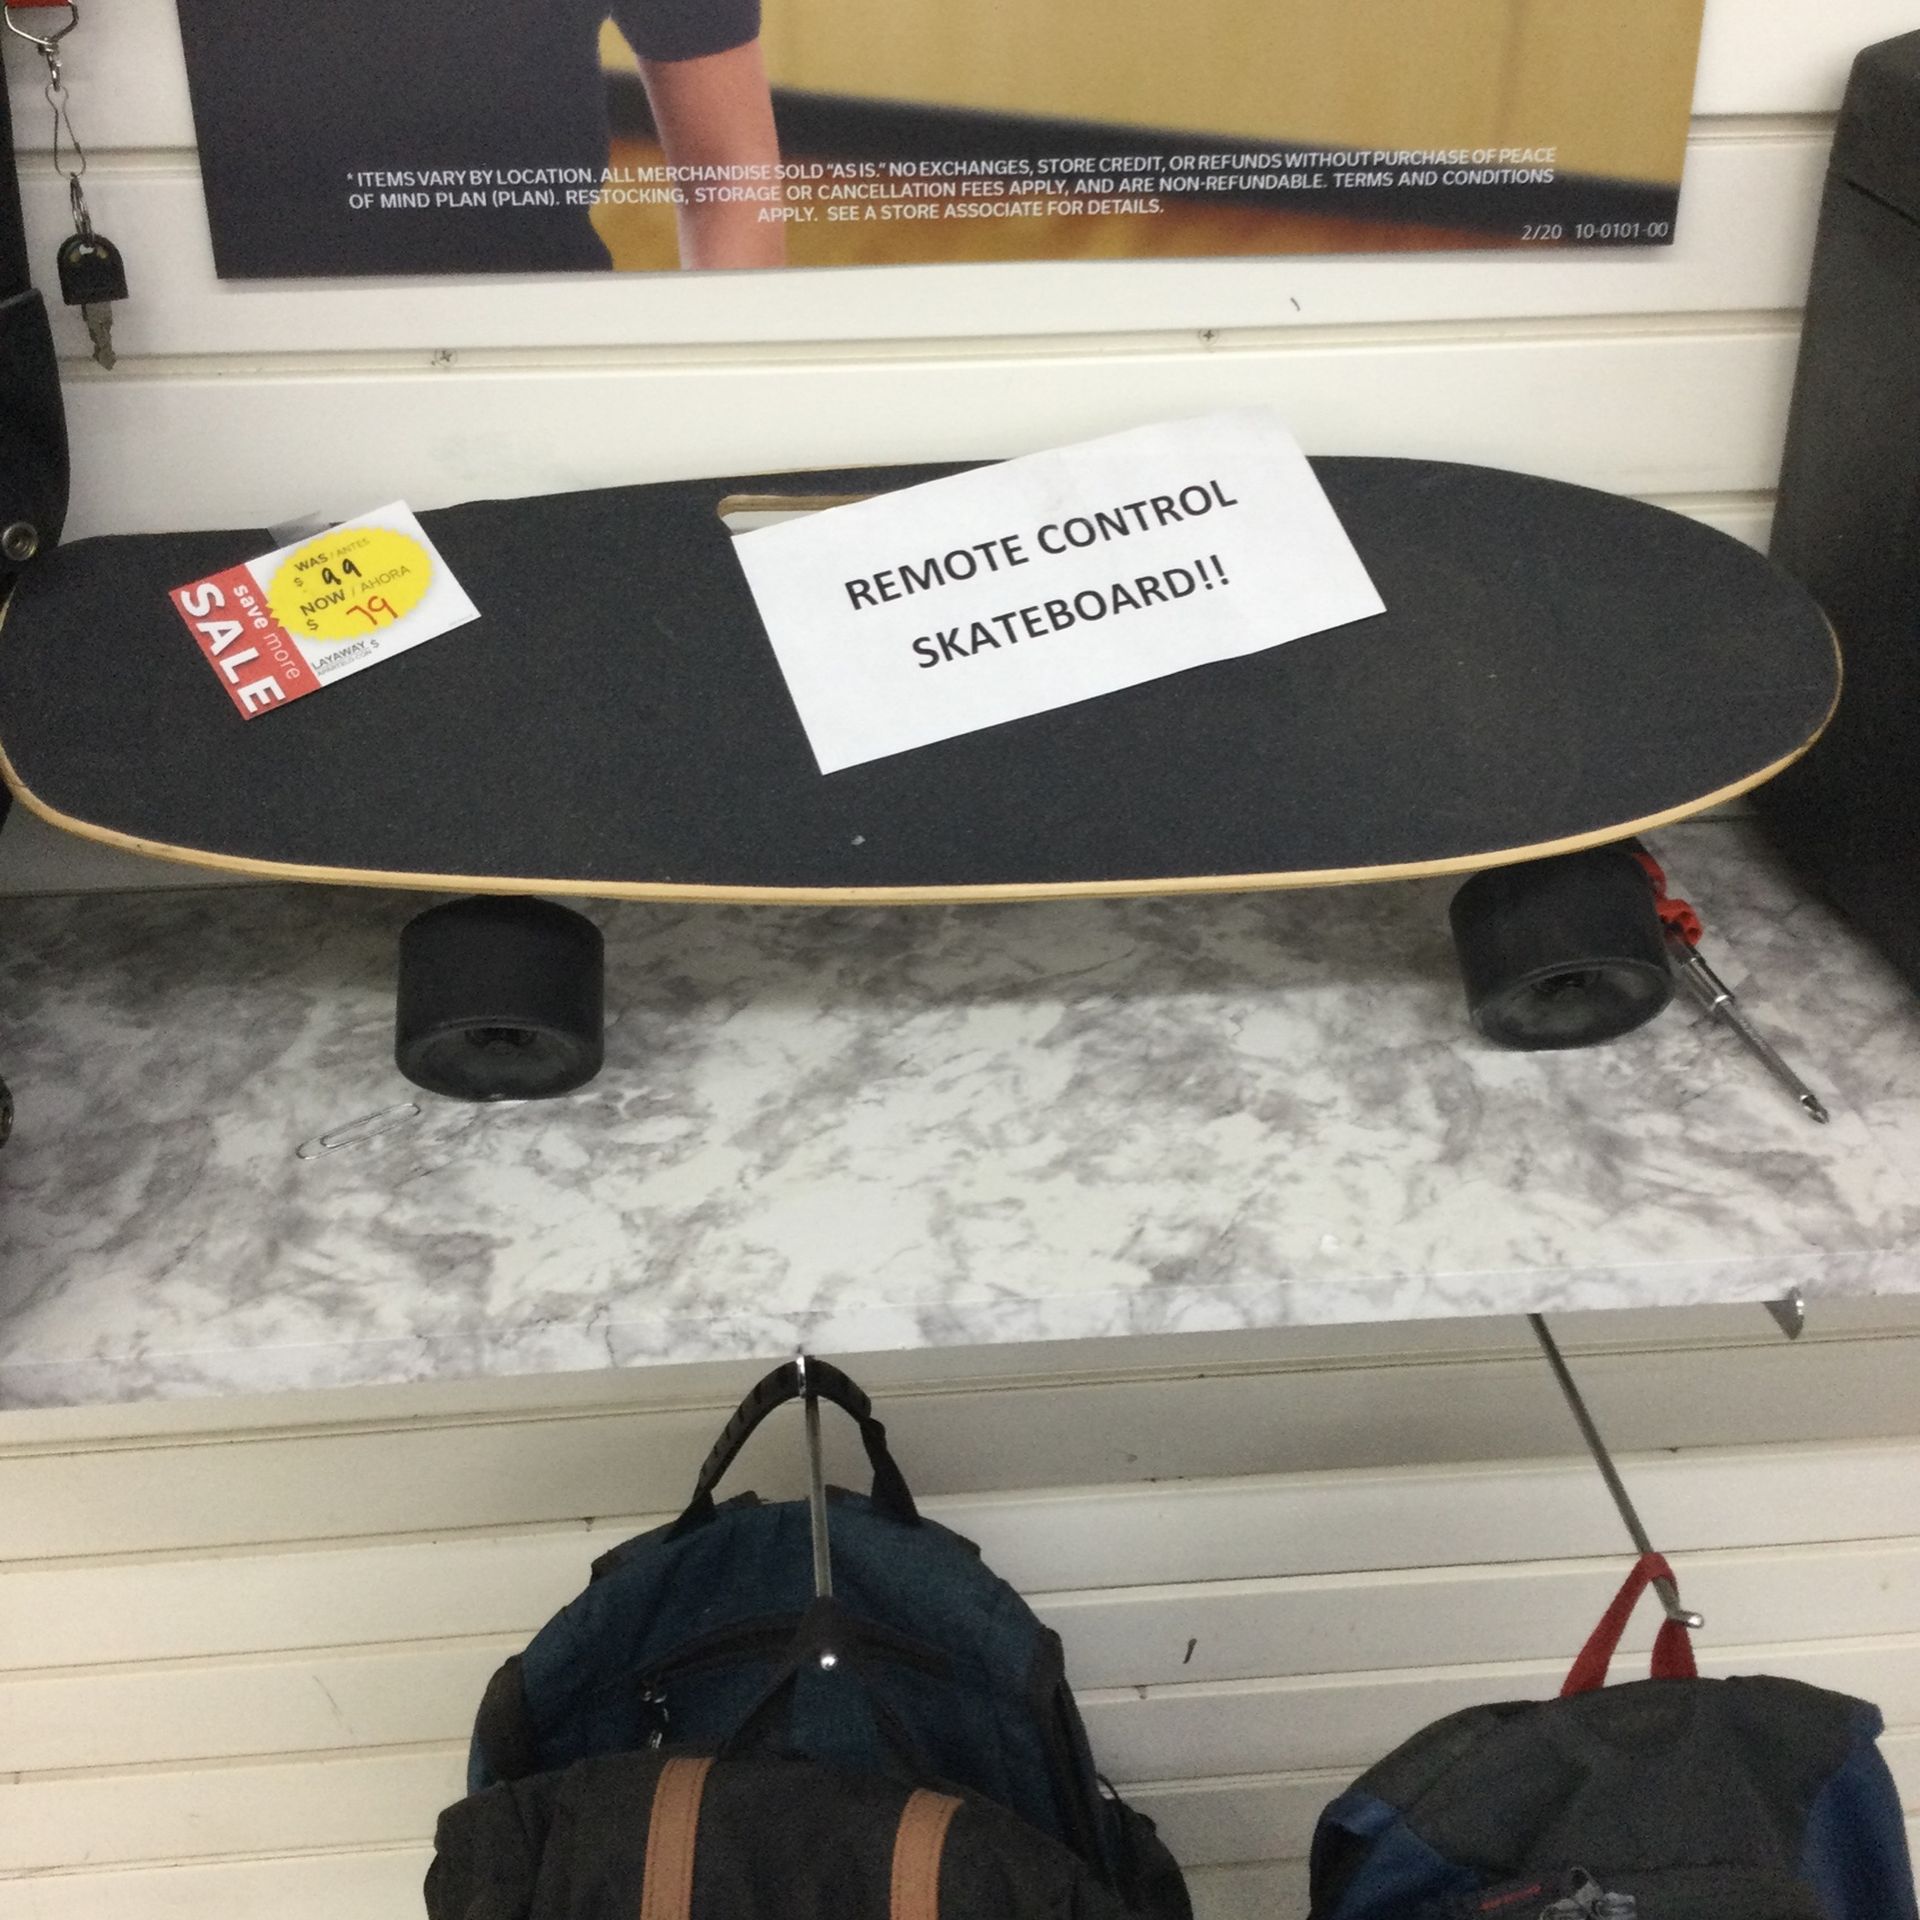 * ITEMS VARY BY LOCATION. ALL MERCHANDISE SOLD "AS IS." NO EXCHANGES, STORE CREDIT, OR REFUNDS WITHOUT PURCHASE OF PEACE
OF MIND PLAN (PLAN). RESTOCKING, STORAGE OR CANCELLATION FEES APPLY, AND ARE NON-REFUNDABLE. TERMS AND CONDITIONS
APPLY. SEE A STORE ASSOCIATE FOR DETAILS.
2/20 10-0101-00
save more
SALE
WAS / ANTES
$ 99
NOW / AHORA
$ 79
LAYAWAY $
REMOTE CONTROL
SKATEBOARD!!